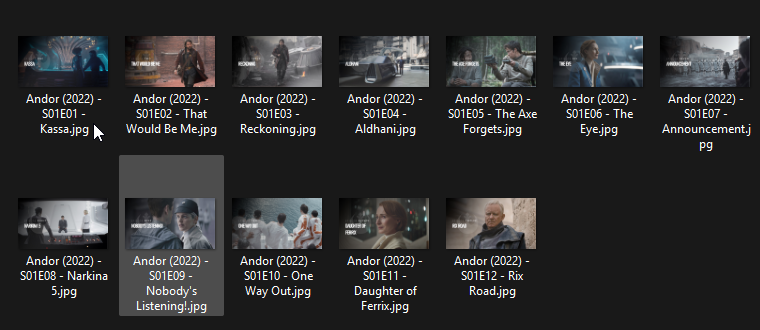 KASSA
THAT WOULD BE ME
RECKONING
ALDHANI
THE AXE FORGETS
THE EYE
ANNOUNCEMENT
Andor (2022) -
S01E01 -
Kassa.jpg
Andor (2022) -
S01E02 - That
Would Be Me.jpg
Andor (2022) -
S01E03 -
Reckoning.jpg
Andor (2022) -
S01E04 -
Aldhani.jpg
Andor (2022) -
S01E05 - The Axe
Forgets.jpg
Andor (2022) -
S01E06 - The
Eye.jpg
Andor (2022) -
S01E07 -
Announcement.j
pg
NARKINA 5
NOBODY'S LISTENING!
ONE WAY OUT
DAUGHTER OF
FERRIX
RIX ROAD
Andor (2022) -
S01E08 - Narkina
5.jpg
Andor (2022) -
S01E09 -
Nobody's
Listening!.jpg
Andor (2022) -
S01E10 - One
Way Out.jpg
Andor (2022) -
S01E11 -
Daughter of
Ferrix.jpg
Andor (2022) -
S01E12 - Rix
Road.jpg